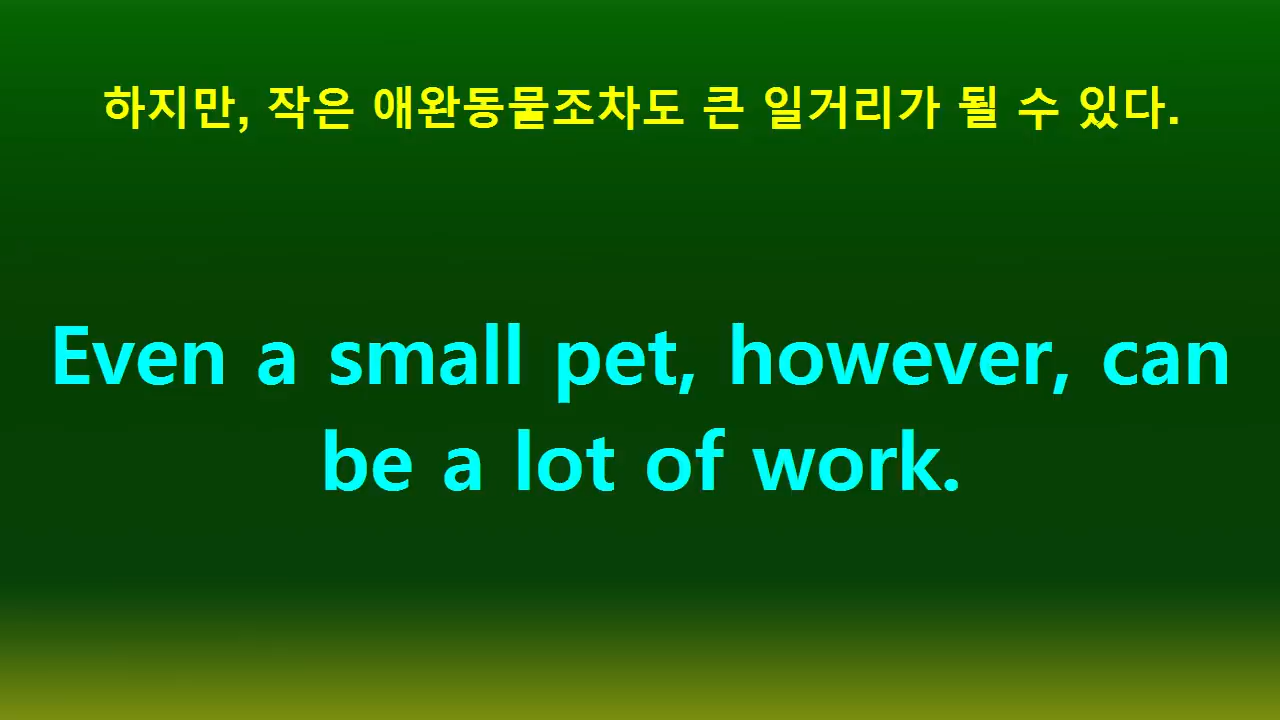 하지만, 작은 애완동물조차도 큰 일거리가 될 수 있다.
Even a small pet, however, can
be a lot of work.